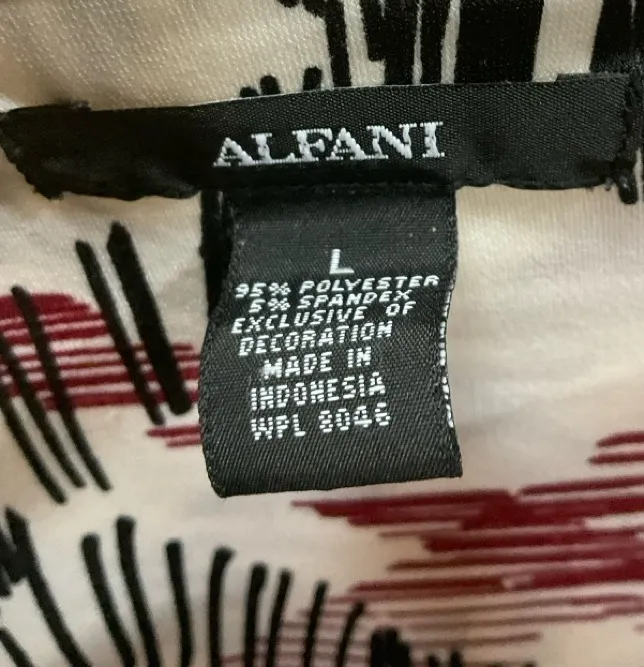 ALFANI
L
95% POLYESTER
5% SPANDEX
EXCLUSIVE OF
DECORATION
MADE IN
INDONESIA
WPL 8046